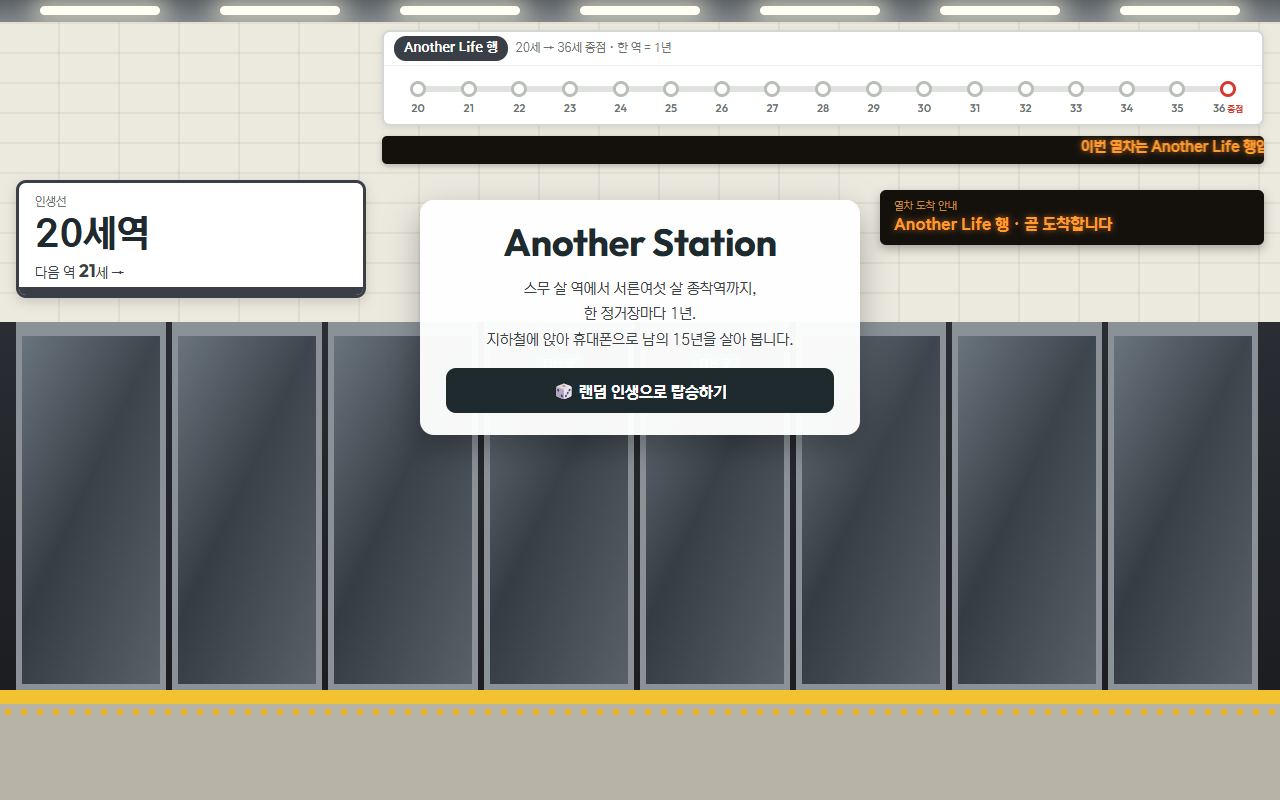 Another Life 행 20세 → 36세 종점 · 한 역 = 1년
20 21 22 23 24 25 26 27 28 29 30 31 32 33 34 35 36 종점
이번 열차는 Another Life 행
인생선
20세역
다음 역 21세 →
열차 도착 안내
Another Life 행 · 곧 도착합니다
Another Station
스무 살 역에서 서른여섯 살 종착역까지,
한 정거장마다 1년.
지하철에 앉아 휴대폰으로 남의 15년을 살아 봅니다.
🎲 랜덤 인생으로 탑승하기